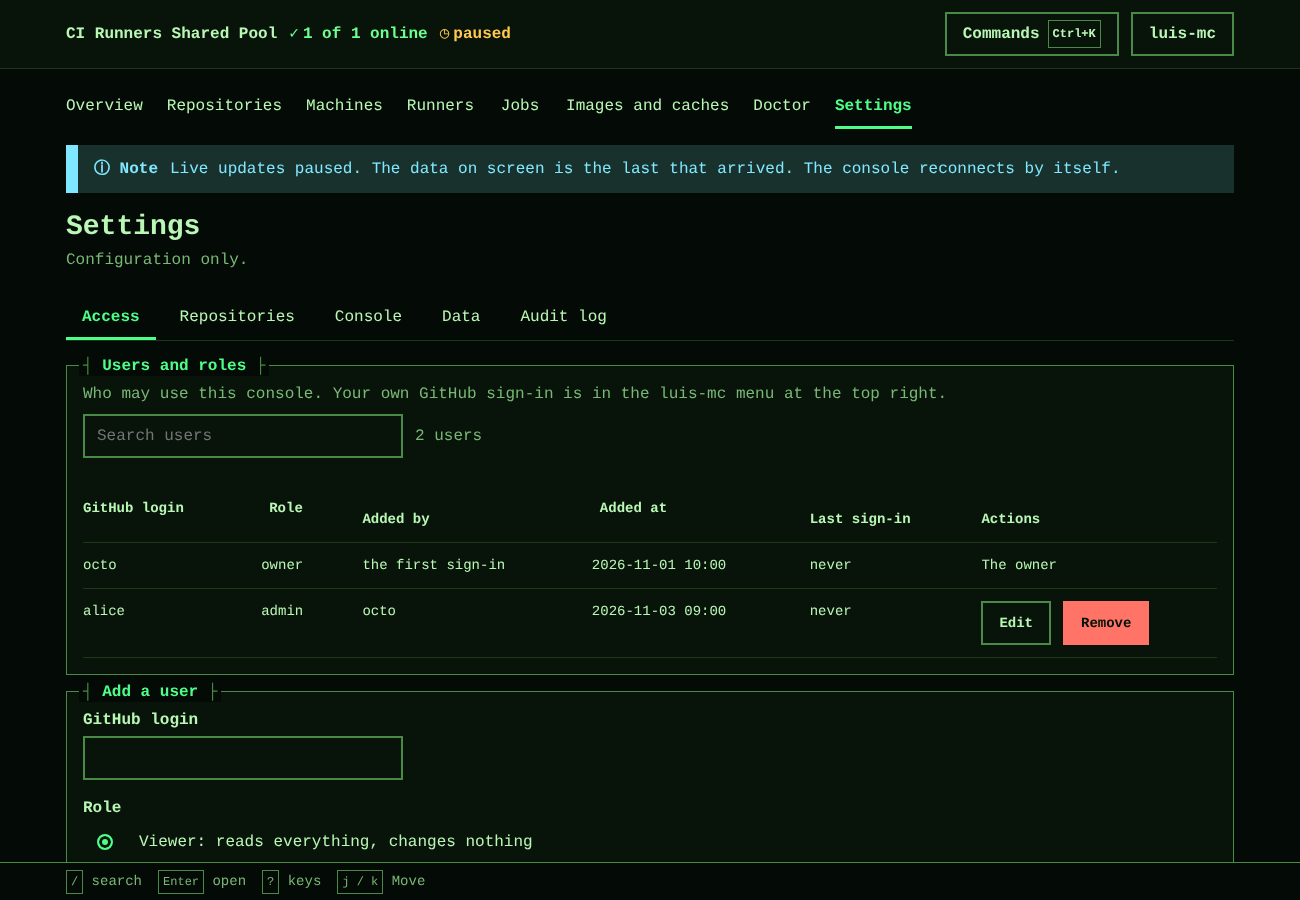 CI Runners Shared Pool ✓ 1 of 1 online ◷ paused
Commands Ctrl+K
luis-mc
Overview Repositories Machines Runners Jobs Images and caches Doctor Settings
ⓘ Note Live updates paused. The data on screen is the last that arrived. The console reconnects by itself.
Settings
Configuration only.
Access Repositories Console Data Audit log
┤ Users and roles ├
Who may use this console. Your own GitHub sign-in is in the luis-mc menu at the top right.
Search users 2 users
GitHub login Role Added by Added at Last sign-in Actions
octo owner the first sign-in 2026-11-01 10:00 never The owner
alice admin octo 2026-11-03 09:00 never Edit Remove
┤ Add a user ├
GitHub login
Role
Viewer: reads everything, changes nothing
/ search Enter open ? keys j / k Move